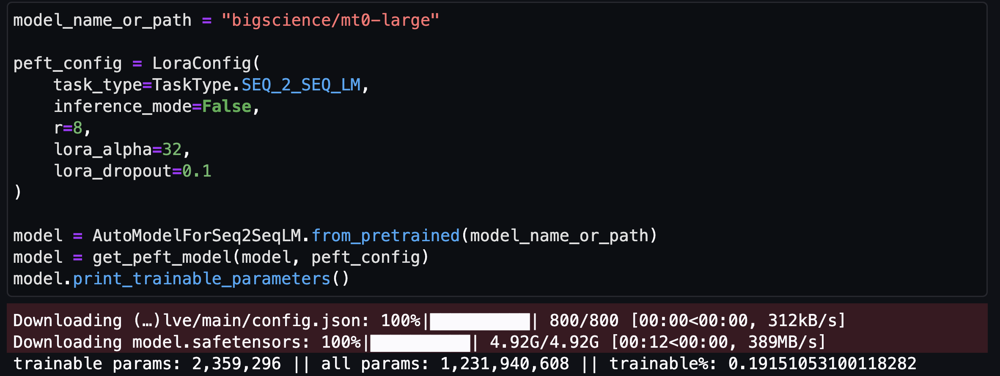 model_name_or_path = "bigscience/mt0-large"
peft_config = LoraConfig(
    task_type=TaskType.SEQ_2_SEQ_LM,
    inference_mode=False,
    r=8,
    lora_alpha=32,
    lora_dropout=0.1
)
model = AutoModelForSeq2SeqLM.from_pretrained(model_name_or_path)
model = get_peft_model(model, peft_config)
model.print_trainable_parameters()
Downloading (…)lve/main/config.json: 100%|██████████| 800/800 [00:00<00:00, 312kB/s]
Downloading model.safetensors: 100%|██████████| 4.92G/4.92G [00:12<00:00, 389MB/s]
trainable params: 2,359,296 || all params: 1,231,940,608 || trainable%: 0.19151053100118282